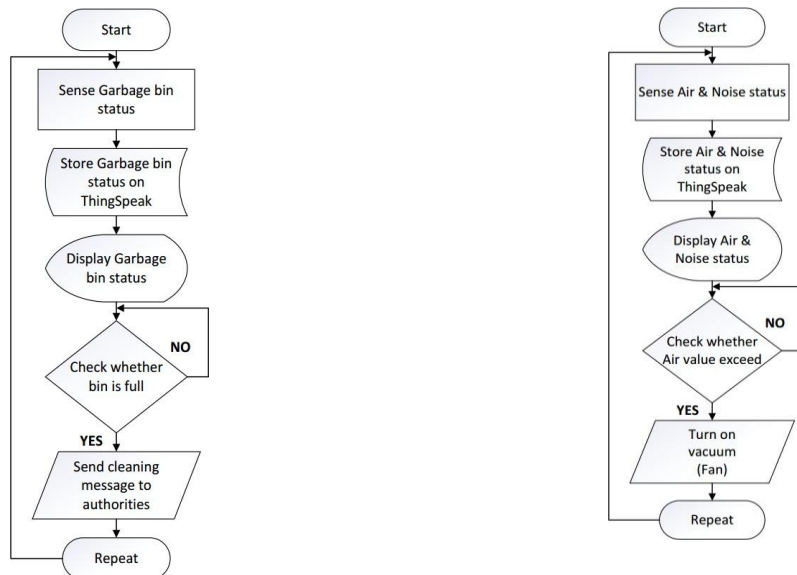 Start
Sense Garbage bin
status
Store Garbage bin
status on
ThingSpeak
Display Garbage
bin status
NO
Check whether
bin is full
YES
Send cleaning
message to
authorities
Repeat
Start
Sense Air & Noise status
Store Air & Noise
status on
ThingSpeak
Display Air &
Noise status
NO
Check whether
Air value exceed
YES
Turn on
vacuum
(Fan)
Repeat